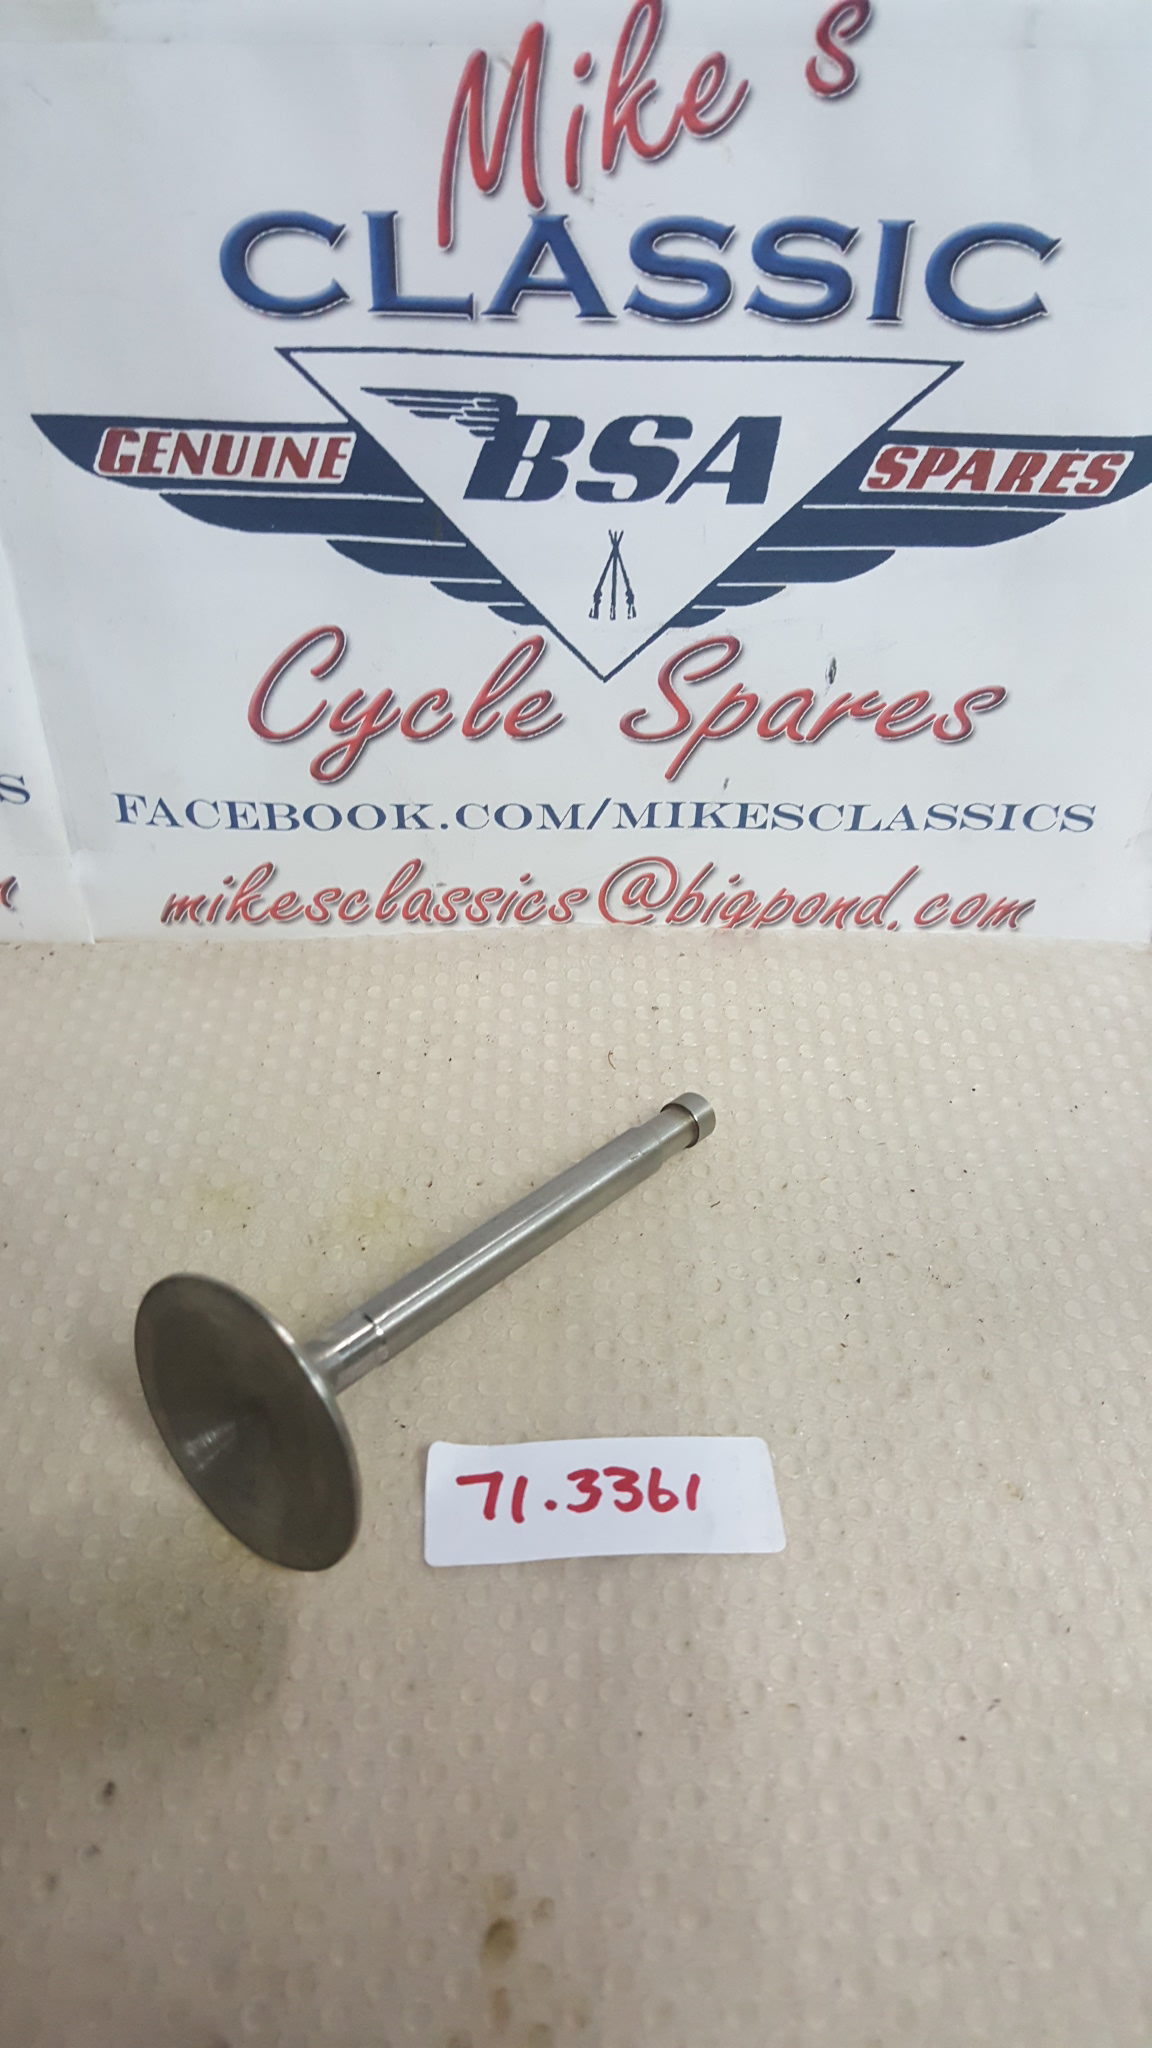 Mike s
CLASSIC
GENUINE BSA SPARES
Cycle Spares
FACEBOOK.COM/MIKESCLASSICS
mikesclassics@bigpond.com
71.3361